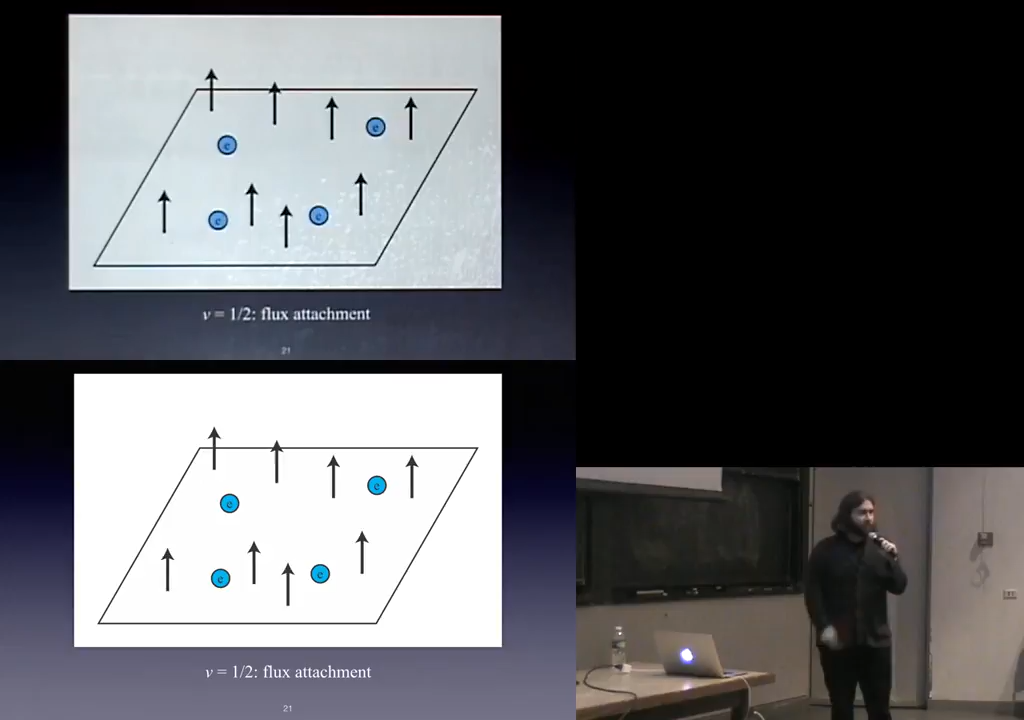 e
e
e
e
ν = 1/2: flux attachment
21
e
e
e
e
ν = 1/2: flux attachment
21